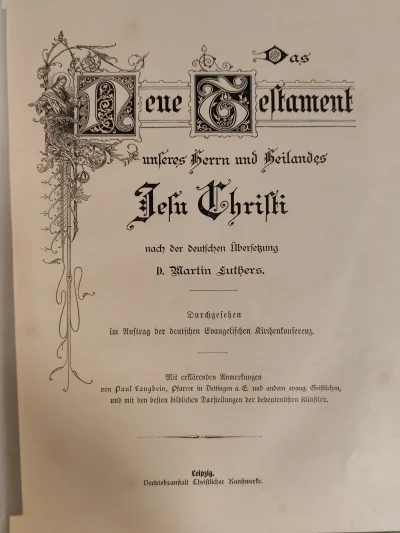 Das
Neue Testament
unseres Herrn und Heilandes
Jesu Christi
nach der deutschen Übersetzung
D. Martin Luthers.
Durchgesehen
im Auftrag der deutschen Evangelischen Kirchenkonferenz.
Mit erklärenden Anmerkungen
von Paul Langbein, Pfarrer in Dettingen a. E. und andern evang. Geistlichen,
und mit den besten bildlichen Darstellungen der bedeutendsten Künstler.
Leipzig.
Vertriebsanstalt Christlicher Kunstwerke.